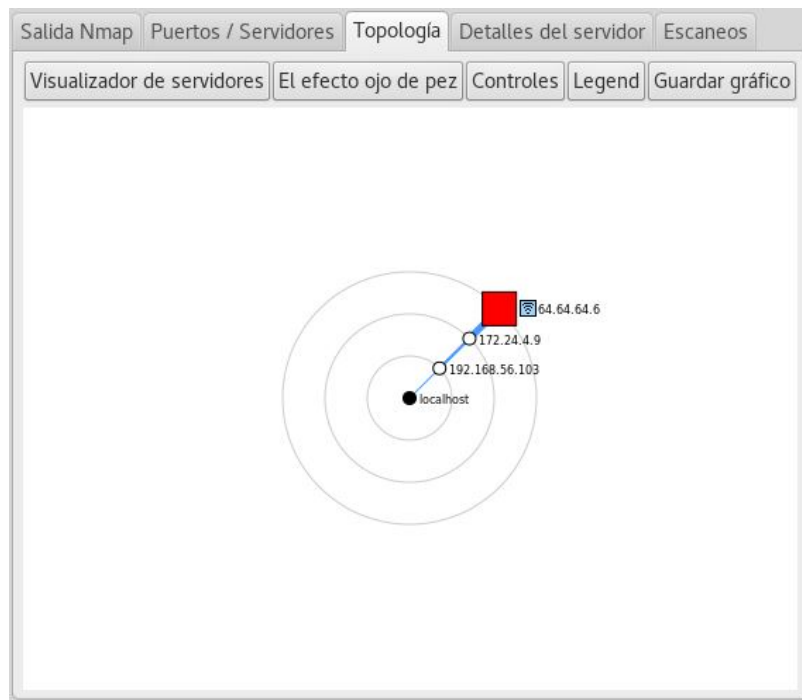 Salida Nmap Puertos / Servidores Topología Detalles del servidor Escaneos
Visualizador de servidores El efecto ojo de pez Controles Legend Guardar gráfico
64.64.64.6
172.24.4.9
192.168.56.103
localhost